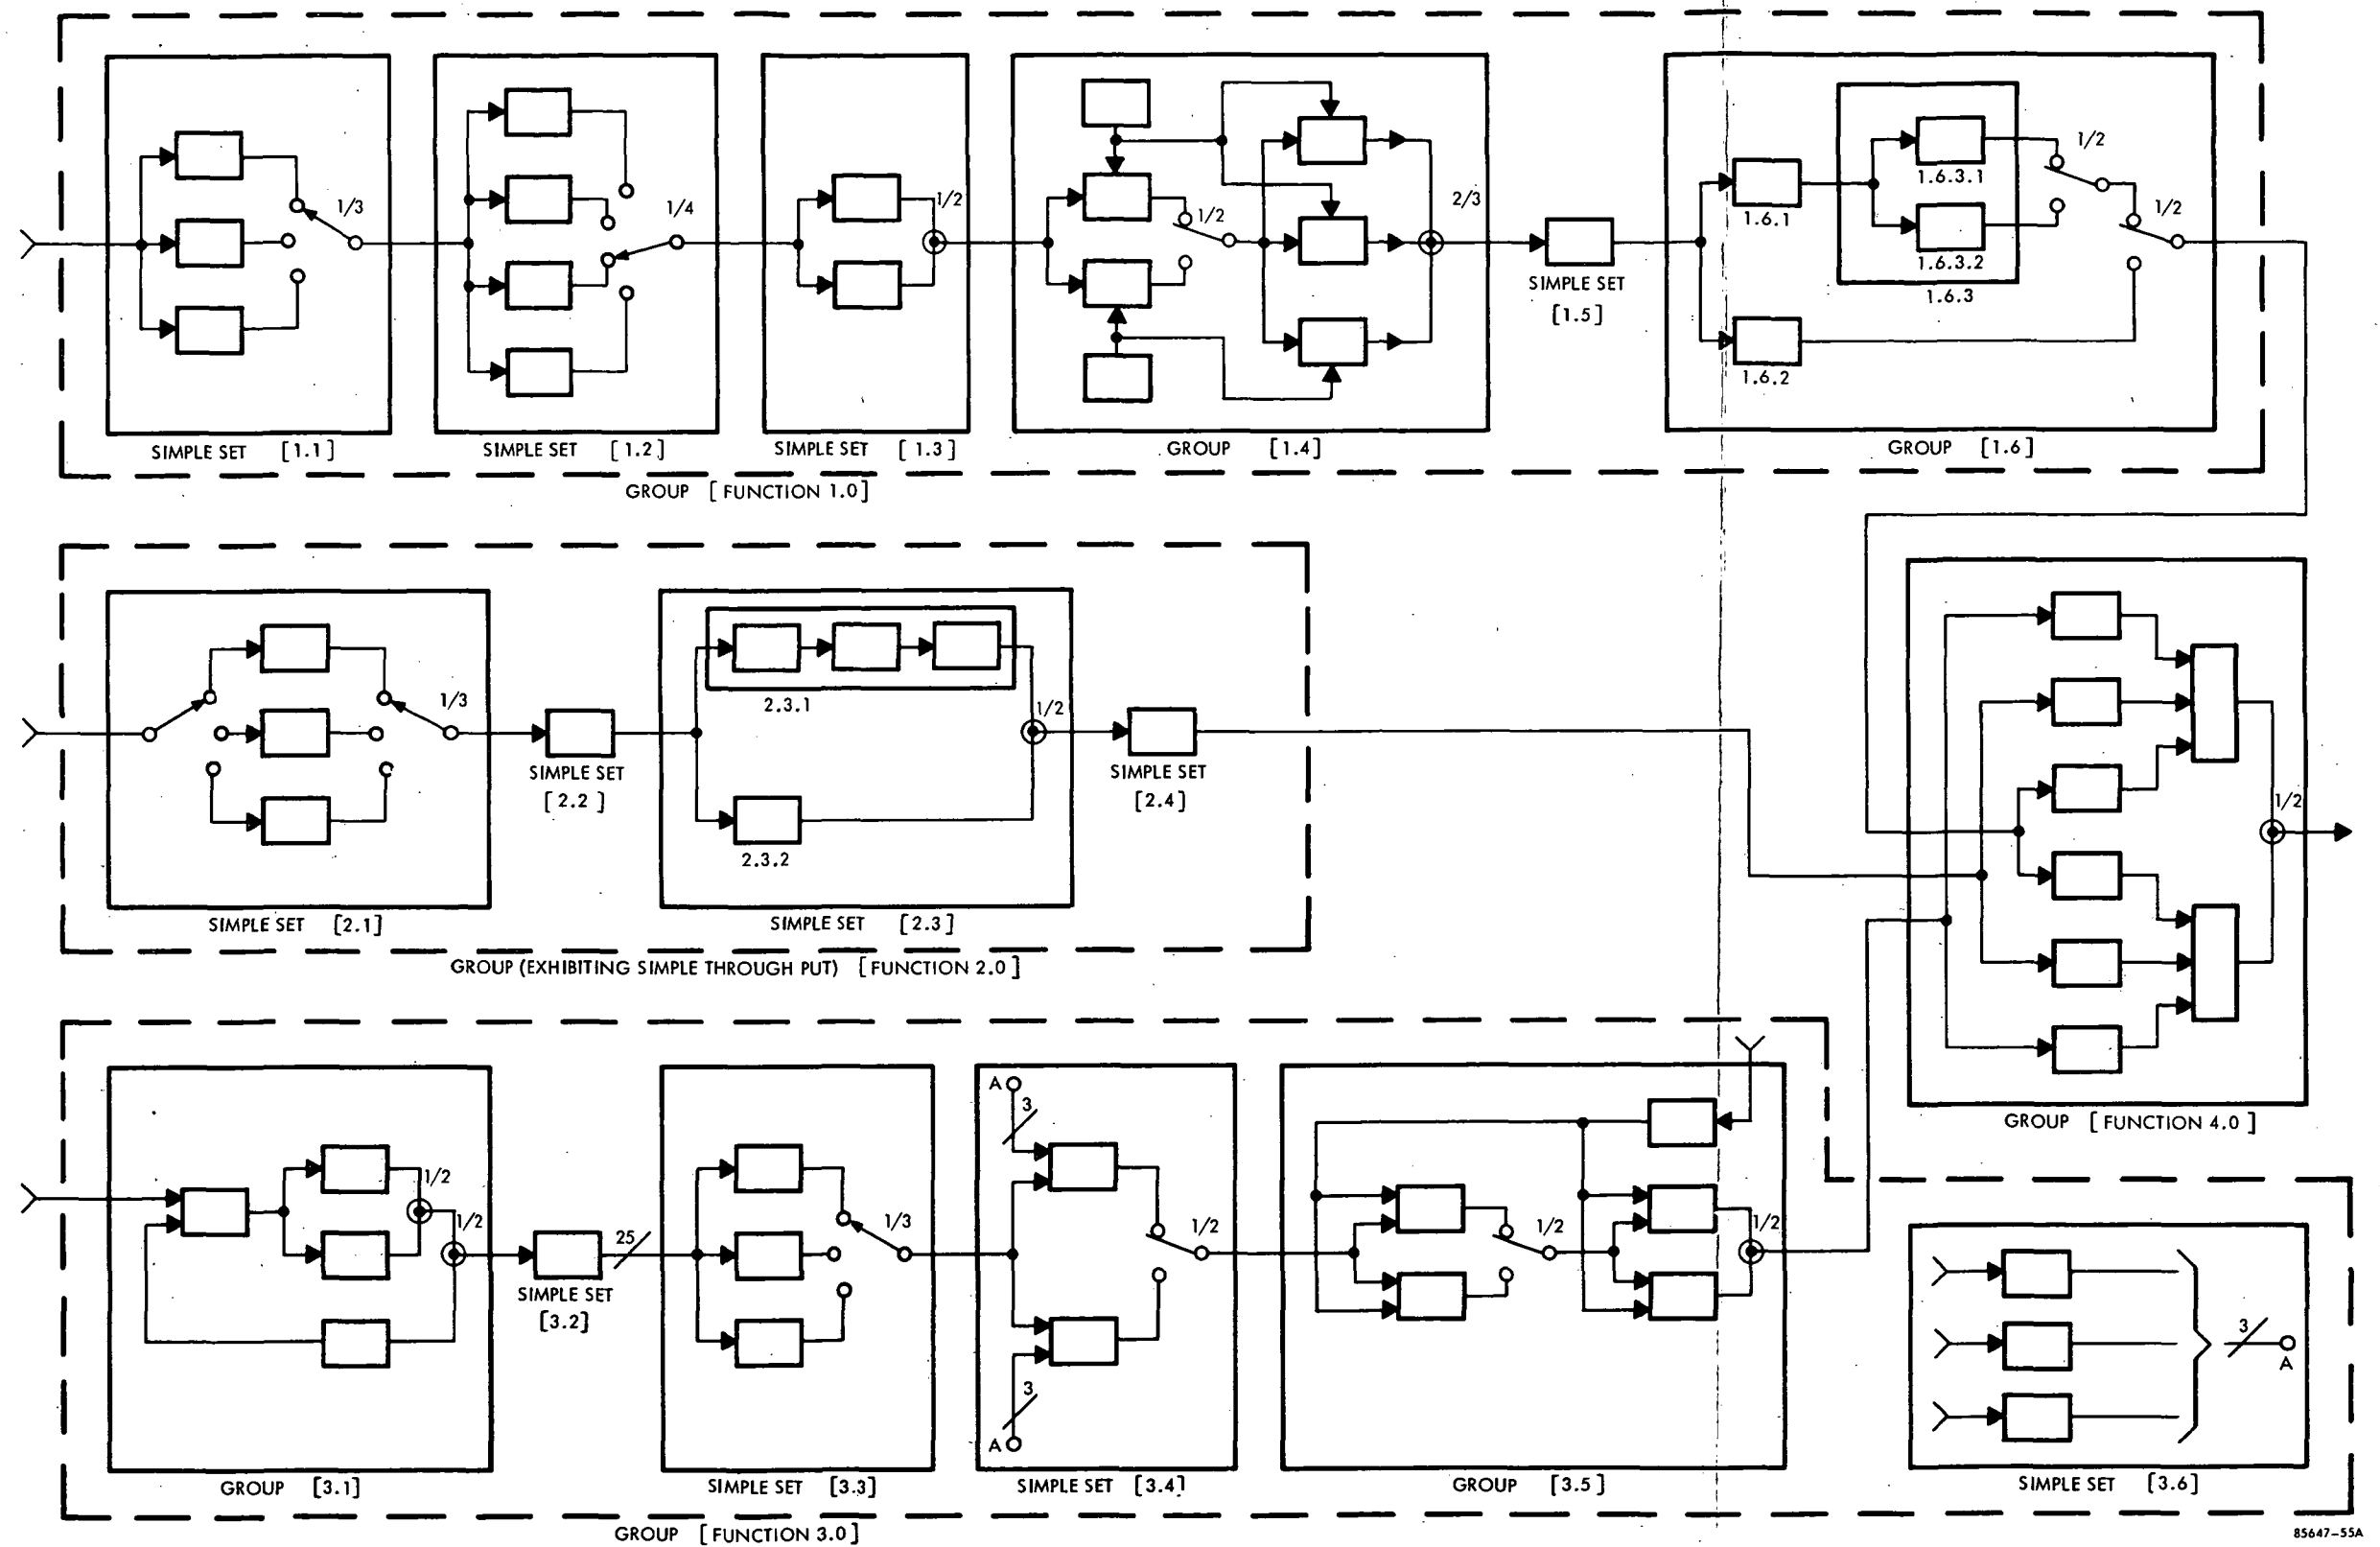 1/3
1/4
1/2
1/2
2/3
1/2
1/2
1.6.1
1.6.3.1
1.6.3.2
1.6.3
1.6.2
SIMPLE SET
[1.5]
SIMPLE SET [1.1]
SIMPLE SET [1.2]
SIMPLE SET [1.3]
GROUP [1.4]
GROUP [1.6]
GROUP [FUNCTION 1.0]
1/3
SIMPLE SET
[2.2]
2.3.1
1/2
2.3.2
SIMPLE SET
[2.4]
1/2
SIMPLE SET [2.1]
SIMPLE SET [2.3]
GROUP (EXHIBITING SIMPLE THROUGH PUT) [FUNCTION 2.0]
GROUP [FUNCTION 4.0]
1/2
1/2
SIMPLE SET
[3.2]
25
1/3
A
3
1/2
3
A
1/2
1/2
3
A
GROUP [3.1]
SIMPLE SET [3.3]
SIMPLE SET [3.4]
GROUP [3.5]
SIMPLE SET [3.6]
GROUP [FUNCTION 3.0]
85647-55A